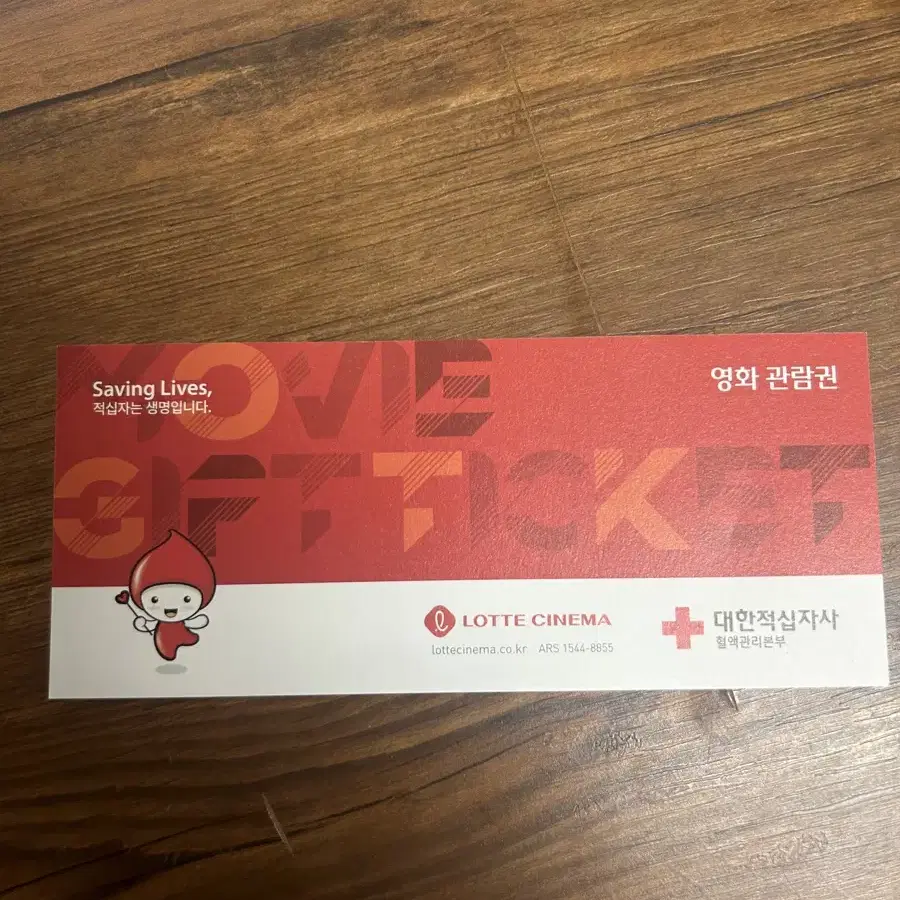 Saving Lives,
적십자는 생명입니다.
영화 관람권
MOVIE
GIFT TICKET
LOTTE CINEMA
lottecinema.co.kr ARS 1544-8855
대한적십자사
혈액관리본부